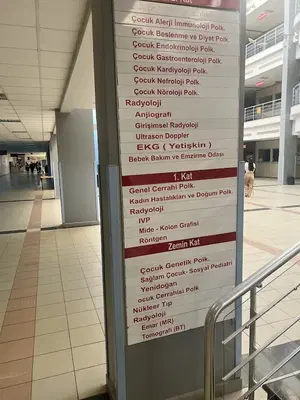 Kat
Çocuk Alerji İmmünoloji Polk.
Çocuk Beslenme ve Diyet Polk.
Çocuk Endokrinoloji Polk.
Çocuk Gastroenteroloji Polk.
Çocuk Kardiyoloji Polk.
Çocuk Nefroloji Polk.
Çocuk Nöroloji Polk.
Radyoloji
Anjiografi
Girişimsel Radyoloji
Ultrason Doppler
EKG ( Yetişkin )
Bebek Bakım ve Emzirme Odası
1. Kat
Genel Cerrahi Polk.
Kadın Hastalıkları ve Doğum Polk.
Radyoloji
IVP
Mide - Kolon Grafisi
Röntgen
Zemin Kat
Çocuk Genetik Polk.
Sağlam Çocuk- Sosyal Pediatri
Yenidoğan
ocuk Cerrahisi Polk
Nükleer Tıp
Radyoloji
Emar (MR)
Tomografi (BT)